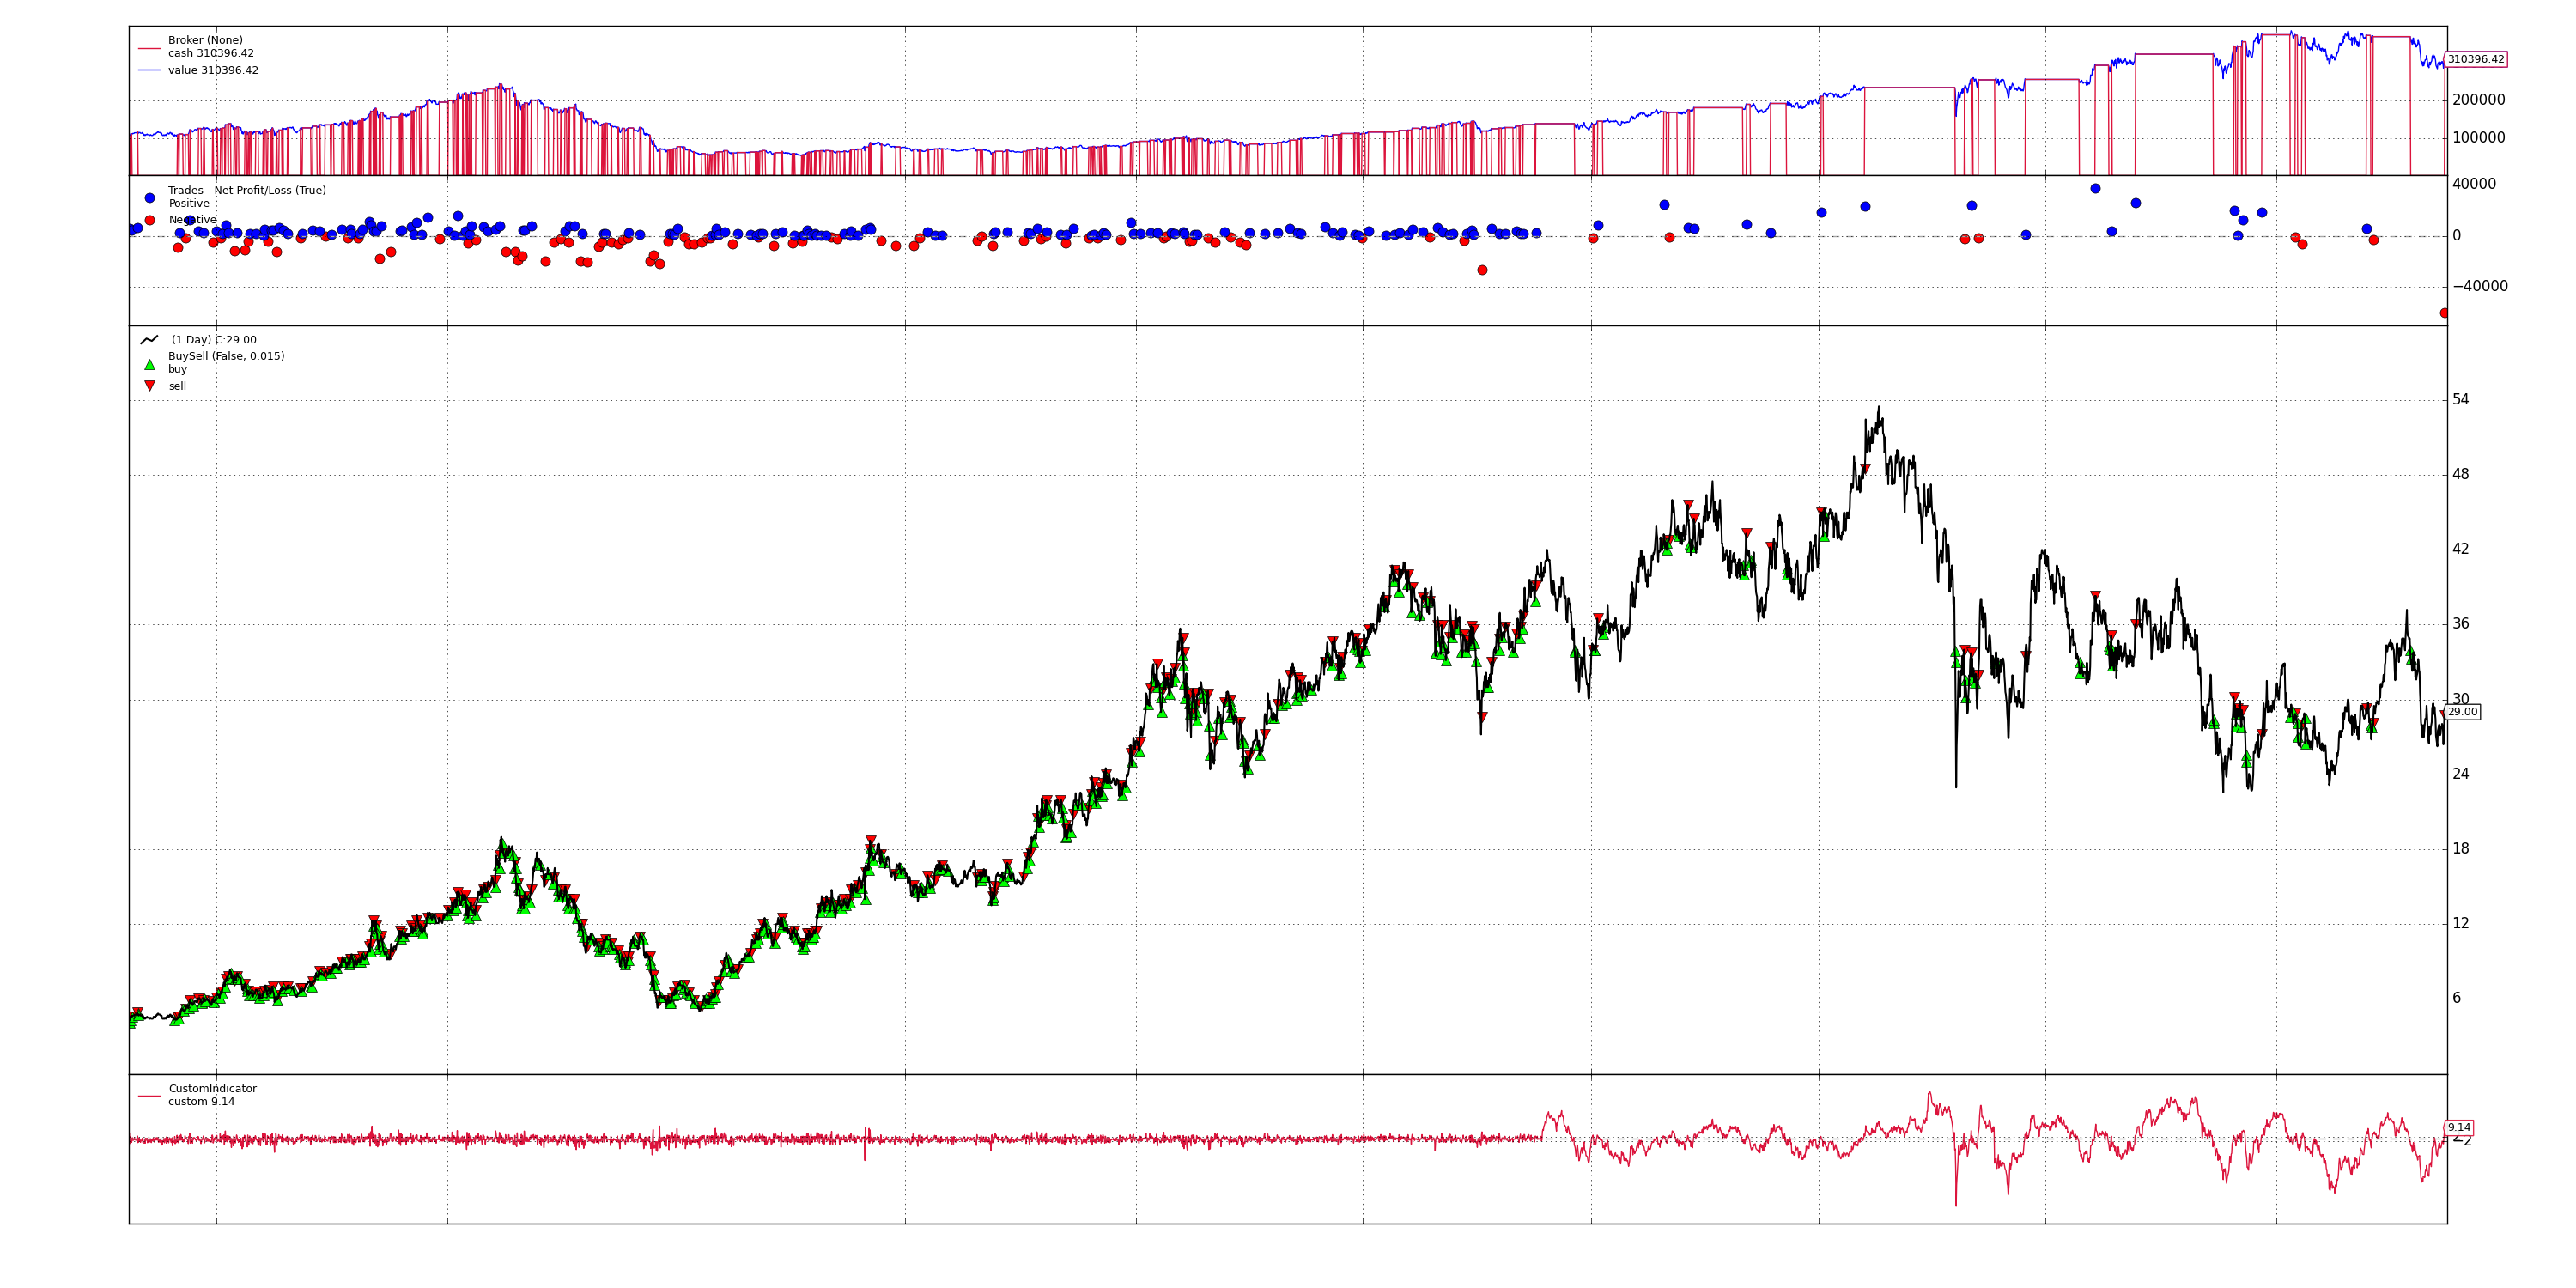 Broker (None)
cash 310396.42
value 310396.42
310396.42
200000
100000
Trades - Net Profit/Loss (True)
Positive
Negative
40000
0
−40000
(1 Day) C:29.00
BuySell (False, 0.015)
buy
sell
54
48
42
36
30
29.00
24
18
12
6
CustomIndicator
custom 9.14
9.14